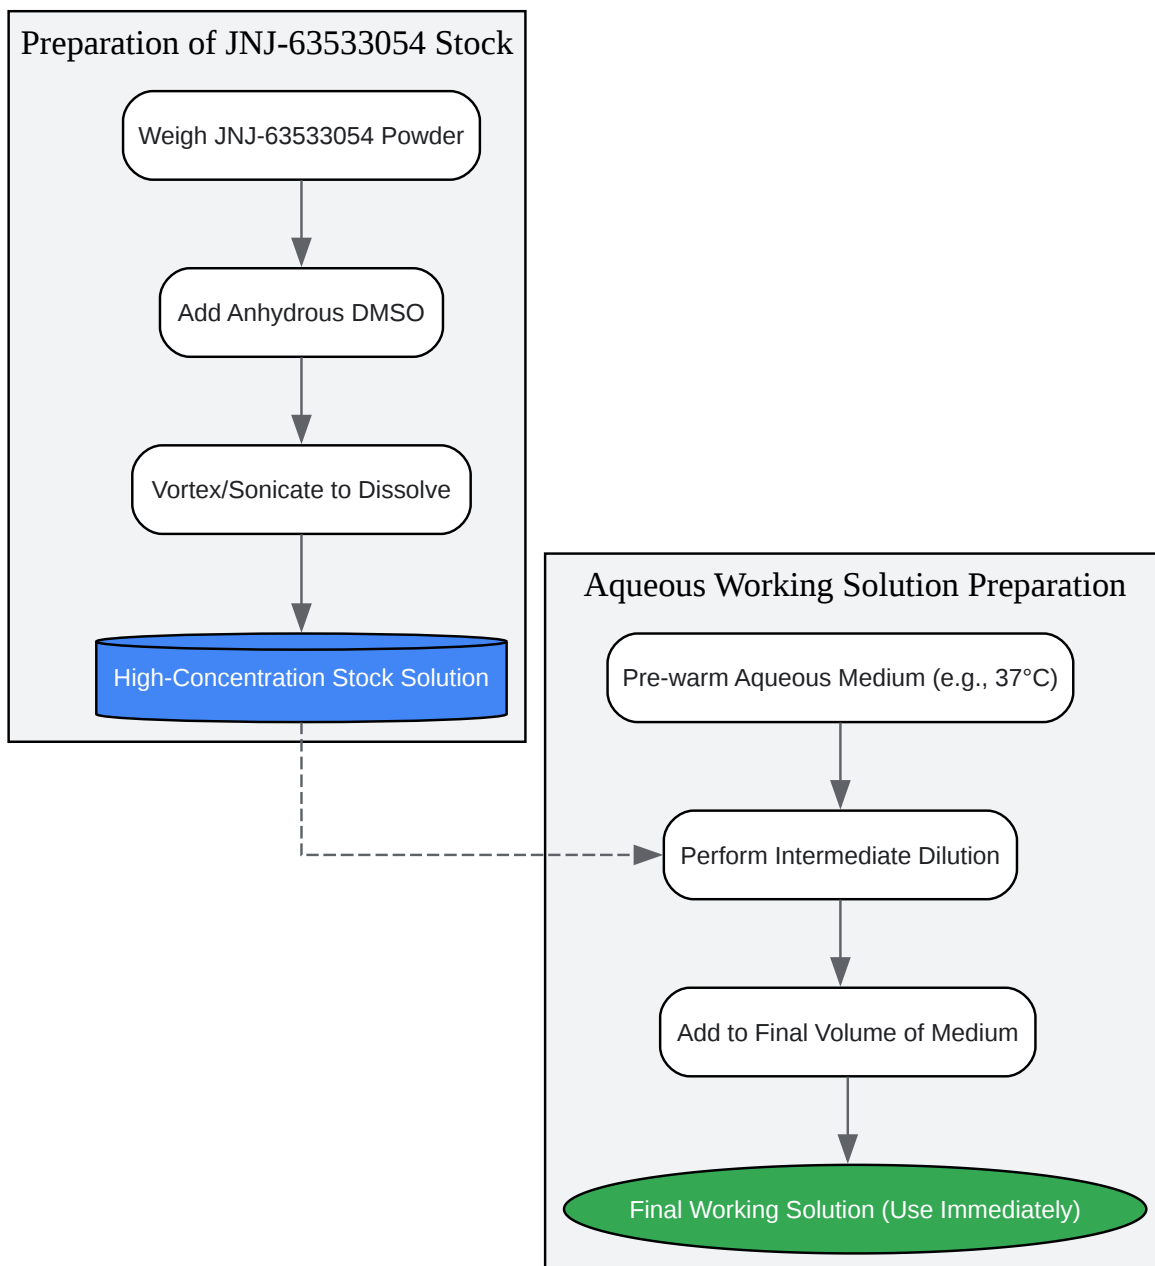 Preparation of JNJ-63533054 Stock
Weigh JNJ-63533054 Powder
Add Anhydrous DMSO
Vortex/Sonicate to Dissolve
High-Concentration Stock Solution
Aqueous Working Solution Preparation
Pre-warm Aqueous Medium (e.g., 37°C)
Perform Intermediate Dilution
Add to Final Volume of Medium
Final Working Solution (Use Immediately)